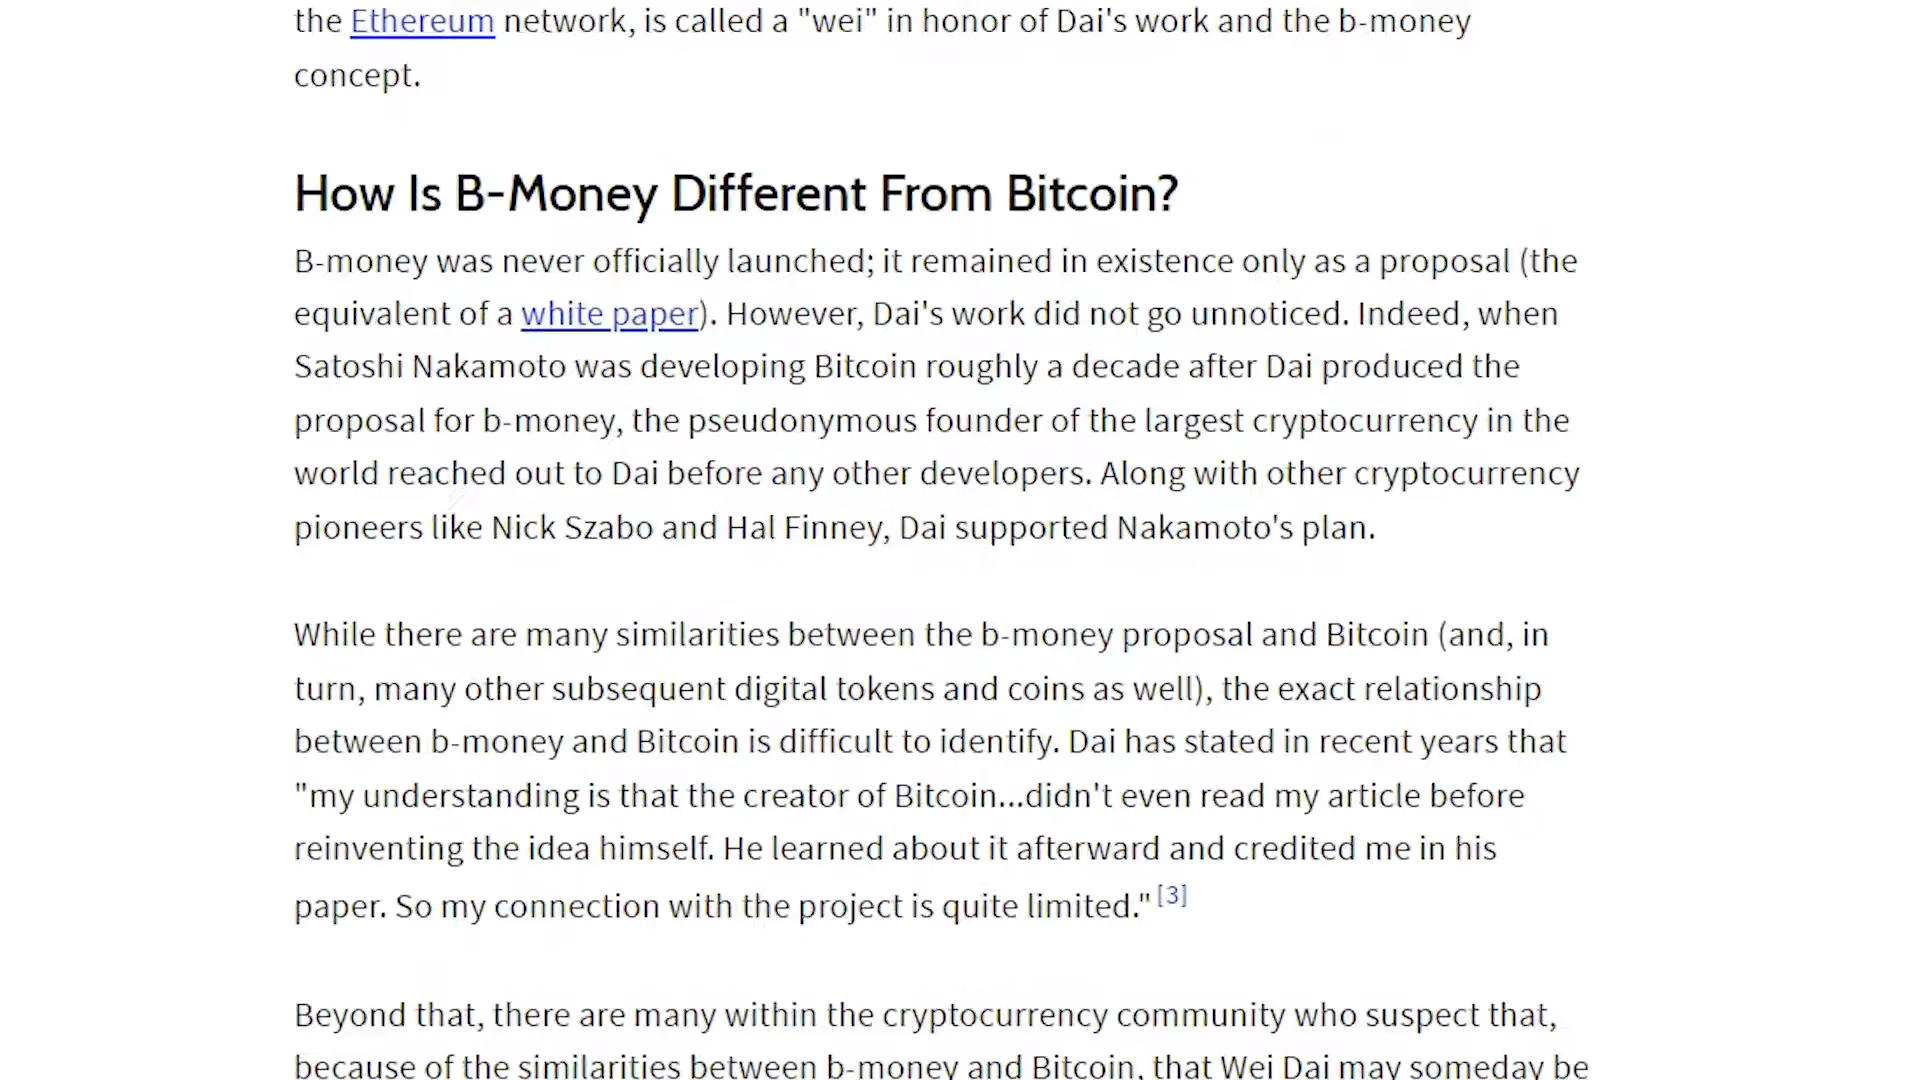 the Ethereum network, is called a "wei" in honor of Dai's work and the b-money
concept.
How Is B-Money Different From Bitcoin?
B-money was never officially launched; it remained in existence only as a proposal (the
equivalent of a white paper). However, Dai's work did not go unnoticed. Indeed, when
Satoshi Nakamoto was developing Bitcoin roughly a decade after Dai produced the
proposal for b-money, the pseudonymous founder of the largest cryptocurrency in the
world reached out to Dai before any other developers. Along with other cryptocurrency
pioneers like Nick Szabo and Hal Finney, Dai supported Nakamoto's plan.
While there are many similarities between the b-money proposal and Bitcoin (and, in
turn, many other subsequent digital tokens and coins as well), the exact relationship
between b-money and Bitcoin is difficult to identify. Dai has stated in recent years that
"my understanding is that the creator of Bitcoin...didn't even read my article before
reinventing the idea himself. He learned about it afterward and credited me in his
paper. So my connection with the project is quite limited." [3]
Beyond that, there are many within the cryptocurrency community who suspect that,
because of the similarities between b-money and Bitcoin, that Wei Dai may someday be